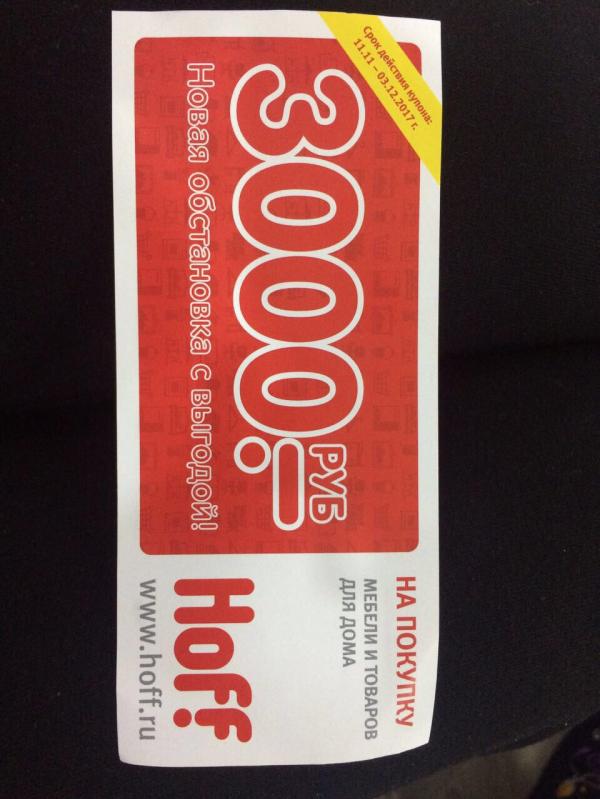 Срок действия купона:
11.11 – 03.12.2017 г.
3000 РУБ!
Новая обстановка с выгодой!
НА ПОКУПКУ
МЕБЕЛИ И ТОВАРОВ
ДЛЯ ДОМА
Hoff
www.hoff.ru